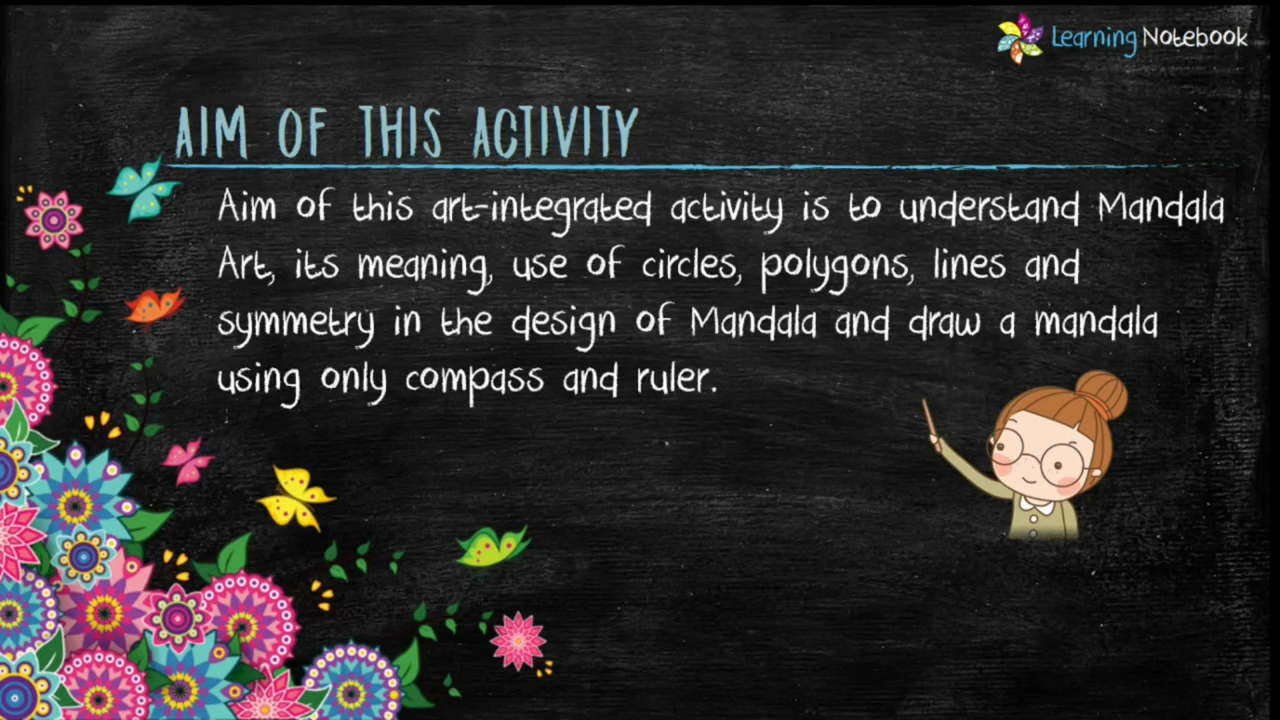 Learning Notebook
AIM OF THIS ACTIVITY
Aim of this art-integrated activity is to understand Mandala
Art, its meaning, use of circles, polygons, lines and
symmetry in the design of Mandala and draw a mandala
using only compass and ruler.